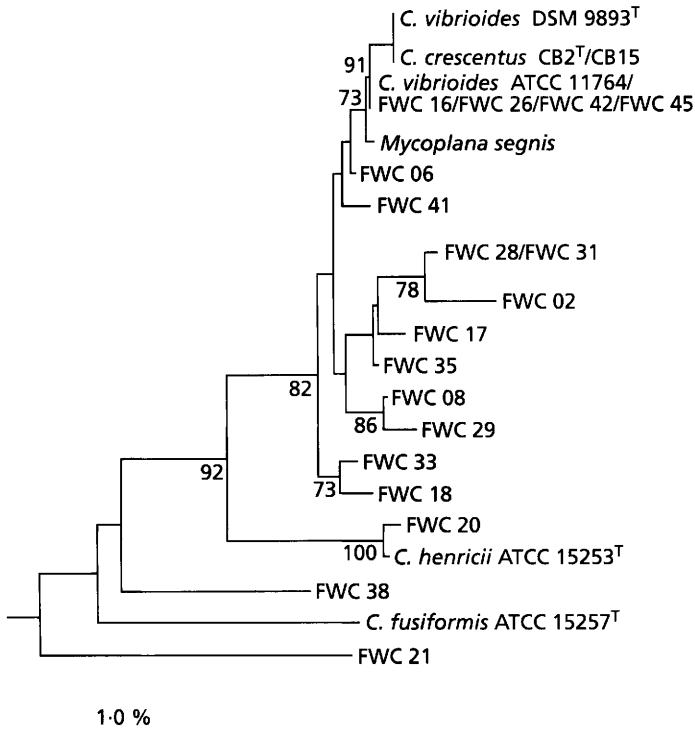 C. vibrioides DSM 9893ᵀ
C. crescentus CB2ᵀ/CB15
91
C. vibrioides ATCC 11764/
73
FWC 16/FWC 26/FWC 42/FWC 45
Mycoplana segnis
FWC 06
FWC 41
FWC 28/FWC 31
78
FWC 02
FWC 17
FWC 35
82
FWC 08
86
FWC 29
FWC 33
92
73
FWC 18
FWC 20
100
C. henricii ATCC 15253ᵀ
FWC 38
C. fusiformis ATCC 15257ᵀ
FWC 21
1·0 %